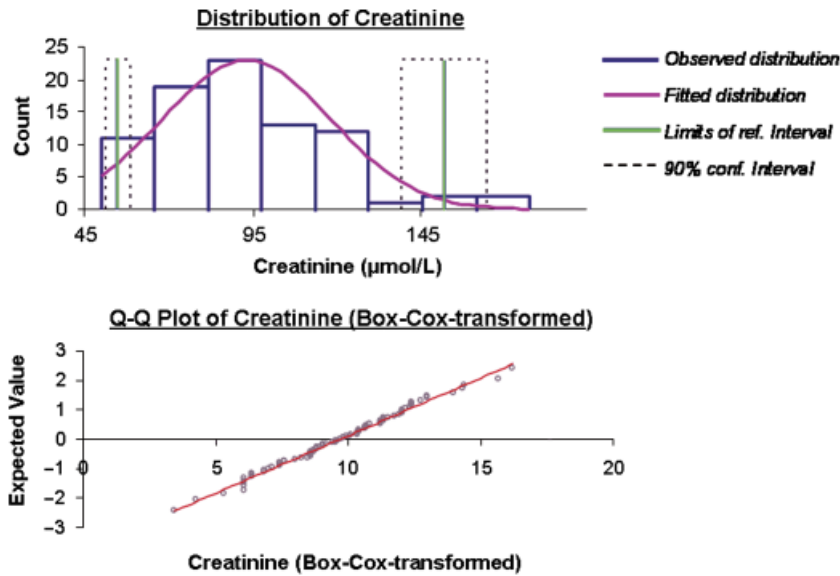 Distribution of Creatinine
25
20
15
10
5
0
Count
45 95 145
Creatinine (µmol/L)
Observed distribution
Fitted distribution
Limits of ref. Interval
90% conf. Interval
Q-Q Plot of Creatinine (Box-Cox-transformed)
3
2
1
0
−1
−2
−3
Expected Value
0 5 10 15 20
Creatinine (Box-Cox-transformed)